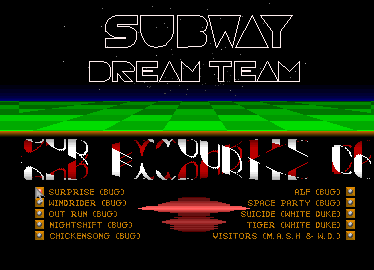 SUBWAY
DREAM TEAM
SURPRISE (BUG)
WINDRIDER (BUG)
OUT RUN (BUG)
NIGHTSHIFT (BUG)
CHICKENSONG (BUG)
ALF (BUG)
SPACE PARTY (BUG)
SUICIDE (WHITE DUKE)
TIGER (WHITE DUKE)
VISITORS (M.A.S.H & W.D.)